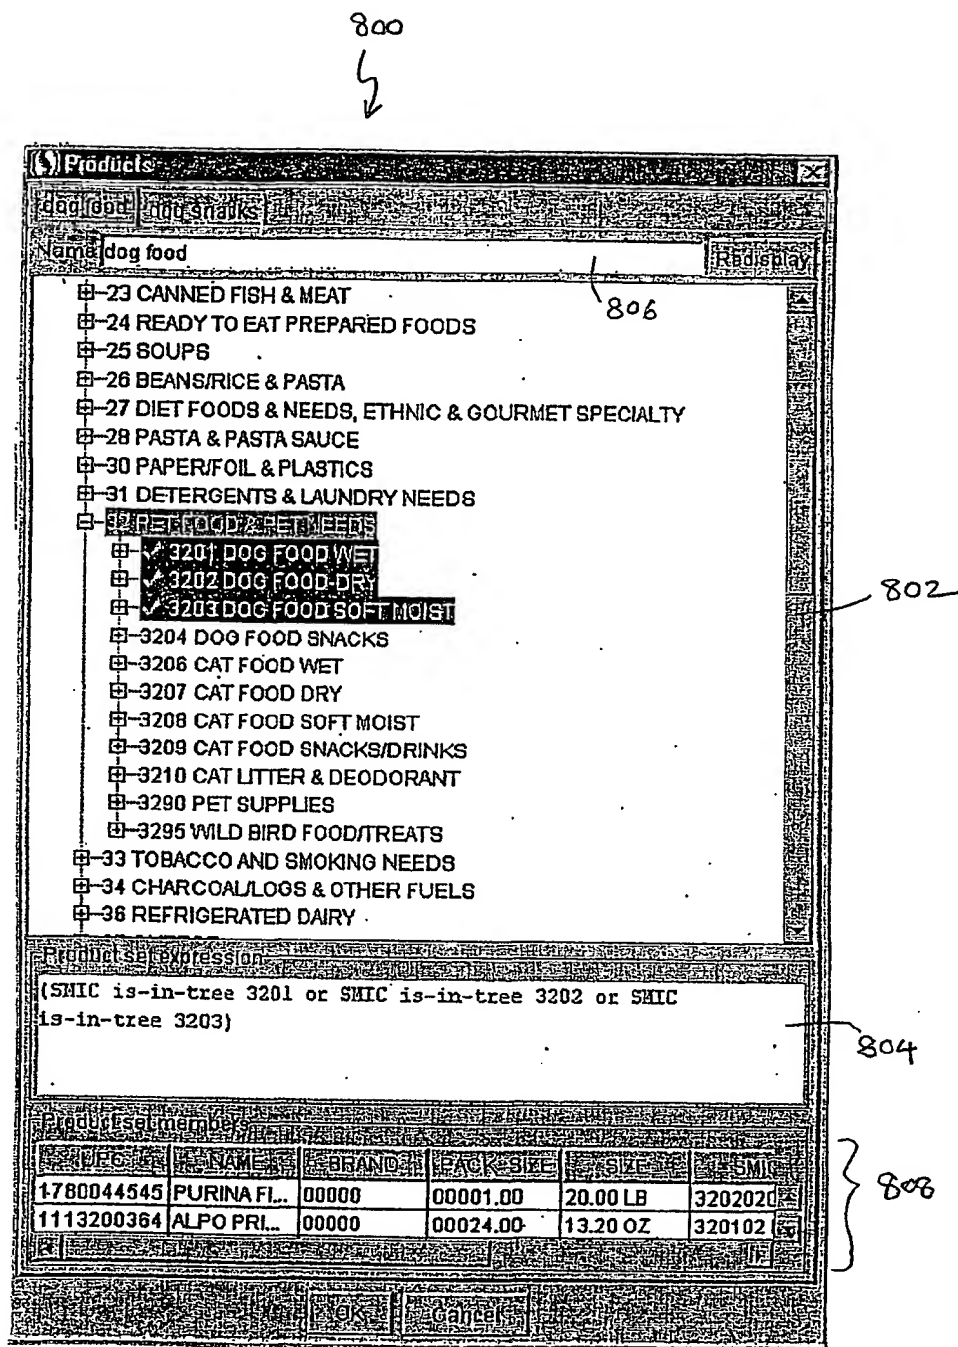 800
Products
dog food dog snacks
Name dog food Redisplay
806
23 CANNED FISH & MEAT
24 READY TO EAT PREPARED FOODS
25 SOUPS
26 BEANS/RICE & PASTA
27 DIET FOODS & NEEDS, ETHNIC & GOURMET SPECIALTY
28 PASTA & PASTA SAUCE
30 PAPER/FOIL & PLASTICS
31 DETERGENTS & LAUNDRY NEEDS
32 PET FOOD & PET NEEDS
3201 DOG FOOD WET
3202 DOG FOOD-DRY
802
3203 DOG FOOD SOFT MOIST
3204 DOG FOOD SNACKS
3206 CAT FOOD WET
3207 CAT FOOD DRY
3208 CAT FOOD SOFT MOIST
3209 CAT FOOD SNACKS/DRINKS
3210 CAT LITTER & DEODORANT
3290 PET SUPPLIES
3295 WILD BIRD FOOD/TREATS
33 TOBACCO AND SMOKING NEEDS
34 CHARCOAL/LOGS & OTHER FUELS
36 REFRIGERATED DAIRY
Product set expression
(SMIC is-in-tree 3201 or SMIC is-in-tree 3202 or SMIC
is-in-tree 3203)
804
Product set members
UPC NAME BRAND PACK-SIZE SIZE SMIC
1780044545 PURINA FI... 00000 00001.00 20.00 LB 3202020
808
1113200364 ALPO PRI... 00000 00024.00 13.20 OZ 320102
OK Cancel